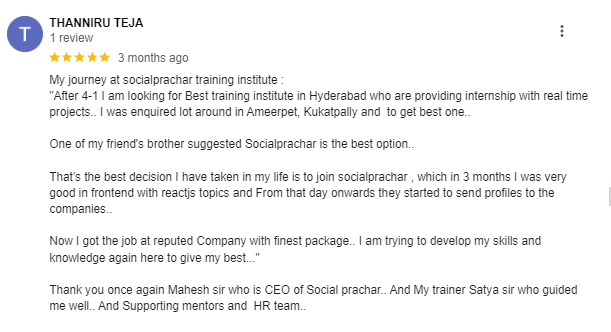 T
THANNIRU TEJA
1 review
3 months ago
My journey at socialprachar training institute :
"After 4-1 I am looking for Best training institute in Hyderabad who are providing internship with real time
projects.. I was enquired lot around in Ameerpet, Kukatpally and  to get best one..
One of my friend's brother suggested Socialprachar is the best option..
That's the best decision I have taken in my life is to join socialprachar , which in 3 months I was very
good in frontend with reactjs topics and From that day onwards they started to send profiles to the
companies..
Now I got the job at reputed Company with finest package.. I am trying to develop my skills and
knowledge again here to give my best..."
Thank you once again Mahesh sir who is CEO of Social prachar.. And My trainer Satya sir who guided
me well.. And Supporting mentors and  HR team..